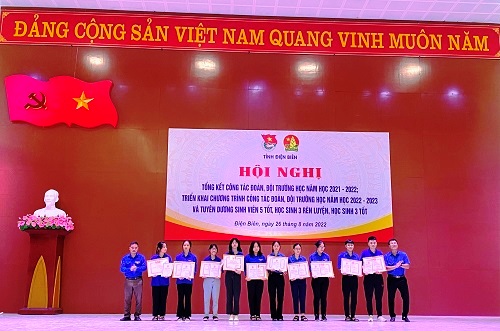 ĐẢNG CỘNG SẢN VIỆT NAM QUANG VINH MUÔN NĂM
TỈNH ĐIỆN BIÊN
HỘI NGHỊ
TỔNG KẾT CÔNG TÁC ĐOÀN, ĐỘI TRƯỜNG HỌC NĂM HỌC 2021 - 2022;
TRIỂN KHAI CHƯƠNG TRÌNH CÔNG TÁC ĐOÀN, ĐỘI TRƯỜNG HỌC NĂM HỌC 2022 - 2023
VÀ TUYÊN DƯƠNG SINH VIÊN 5 TỐT, HỌC SINH 3 RÈN LUYỆN, HỌC SINH 3 TỐT
Điện Biên, ngày 26 tháng 8 năm 2022